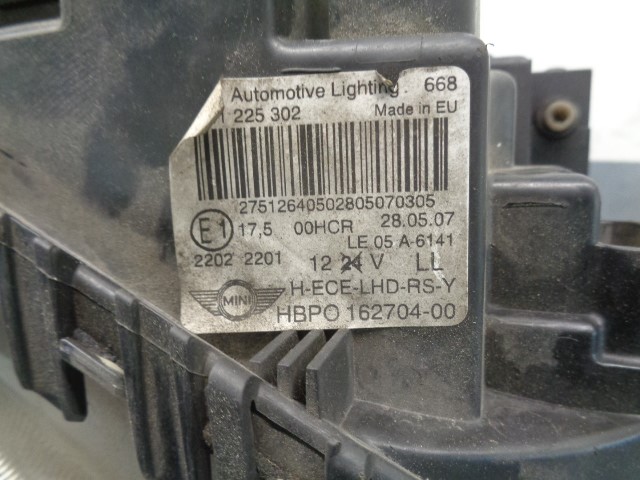 Automotive Lighting. 668
225 302 Made in EU
27512640502805070305
E1 17,5 00HCR 28.05.07
LE 05 A-6141
2202 2201 12 24 V LL
MINI H-ECE-LHD-RS-Y
HBPO 162704-00